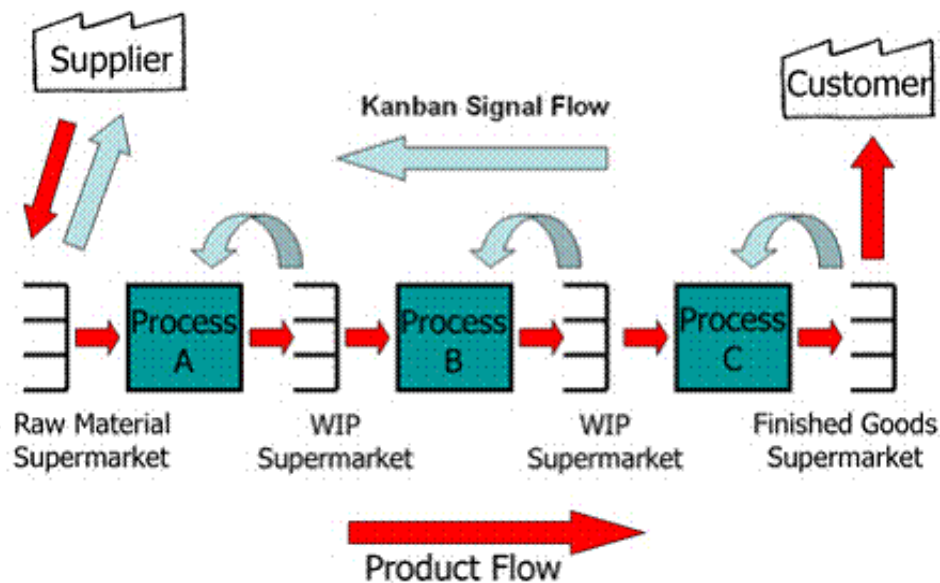 Supplier
Customer
Kanban Signal Flow
Process
A
Process
B
Process
C
Raw Material
Supermarket
WIP
Supermarket
WIP
Supermarket
Finished Goods
Supermarket
Product Flow